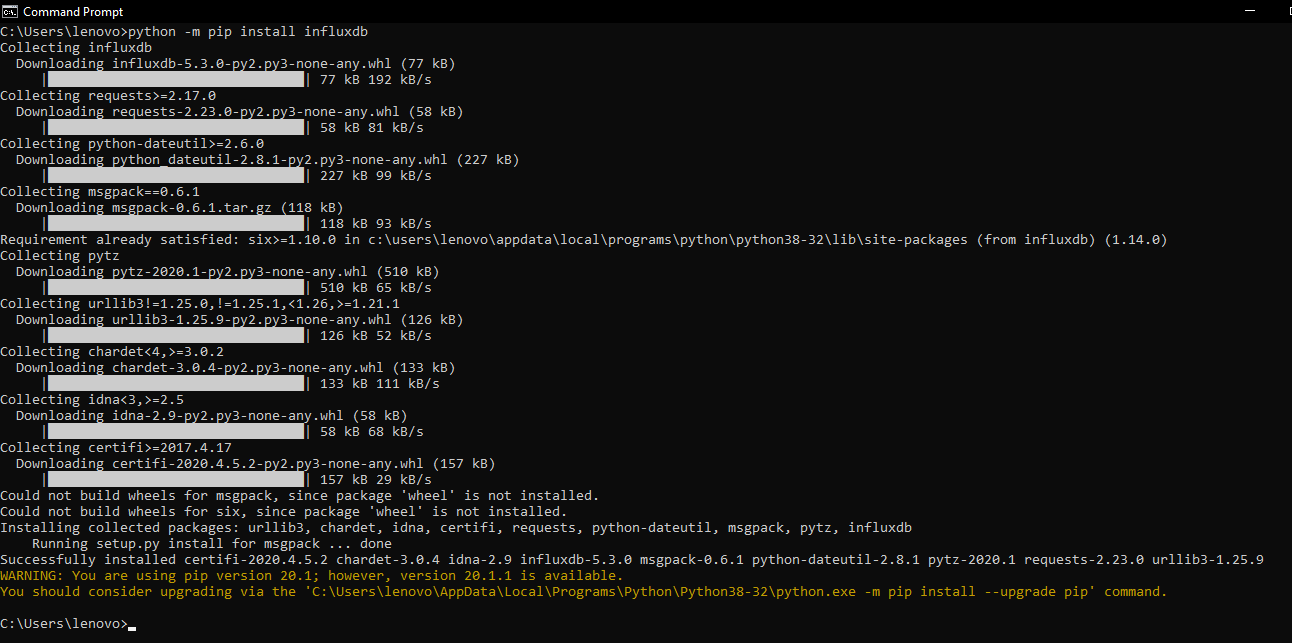 Command Prompt
C:\Users\lenovo>python -m pip install influxdb
Collecting influxdb
  Downloading influxdb-5.3.0-py2.py3-none-any.whl (77 kB)
     |████████████████████████████████| 77 kB 192 kB/s
Collecting requests>=2.17.0
  Downloading requests-2.23.0-py2.py3-none-any.whl (58 kB)
     |████████████████████████████████| 58 kB 81 kB/s
Collecting python-dateutil>=2.6.0
  Downloading python_dateutil-2.8.1-py2.py3-none-any.whl (227 kB)
     |████████████████████████████████| 227 kB 99 kB/s
Collecting msgpack==0.6.1
  Downloading msgpack-0.6.1.tar.gz (118 kB)
     |████████████████████████████████| 118 kB 93 kB/s
Requirement already satisfied: six>=1.10.0 in c:\users\lenovo\appdata\local\programs\python\python38-32\lib\site-packages (from influxdb) (1.14.0)
Collecting pytz
  Downloading pytz-2020.1-py2.py3-none-any.whl (510 kB)
     |████████████████████████████████| 510 kB 65 kB/s
Collecting urllib3!=1.25.0,!=1.25.1,<1.26,>=1.21.1
  Downloading urllib3-1.25.9-py2.py3-none-any.whl (126 kB)
     |████████████████████████████████| 126 kB 52 kB/s
Collecting chardet<4,>=3.0.2
  Downloading chardet-3.0.4-py2.py3-none-any.whl (133 kB)
     |████████████████████████████████| 133 kB 111 kB/s
Collecting idna<3,>=2.5
  Downloading idna-2.9-py2.py3-none-any.whl (58 kB)
     |████████████████████████████████| 58 kB 68 kB/s
Collecting certifi>=2017.4.17
  Downloading certifi-2020.4.5.2-py2.py3-none-any.whl (157 kB)
     |████████████████████████████████| 157 kB 29 kB/s
Could not build wheels for msgpack, since package 'wheel' is not installed.
Could not build wheels for six, since package 'wheel' is not installed.
Installing collected packages: urllib3, chardet, idna, certifi, requests, python-dateutil, msgpack, pytz, influxdb
    Running setup.py install for msgpack ... done
Successfully installed certifi-2020.4.5.2 chardet-3.0.4 idna-2.9 influxdb-5.3.0 msgpack-0.6.1 python-dateutil-2.8.1 pytz-2020.1 requests-2.23.0 urllib3-1.25.9
WARNING: You are using pip version 20.1; however, version 20.1.1 is available.
You should consider upgrading via the 'C:\Users\lenovo\AppData\Local\Programs\Python\Python38-32\python.exe -m pip install --upgrade pip' command.
C:\Users\lenovo>